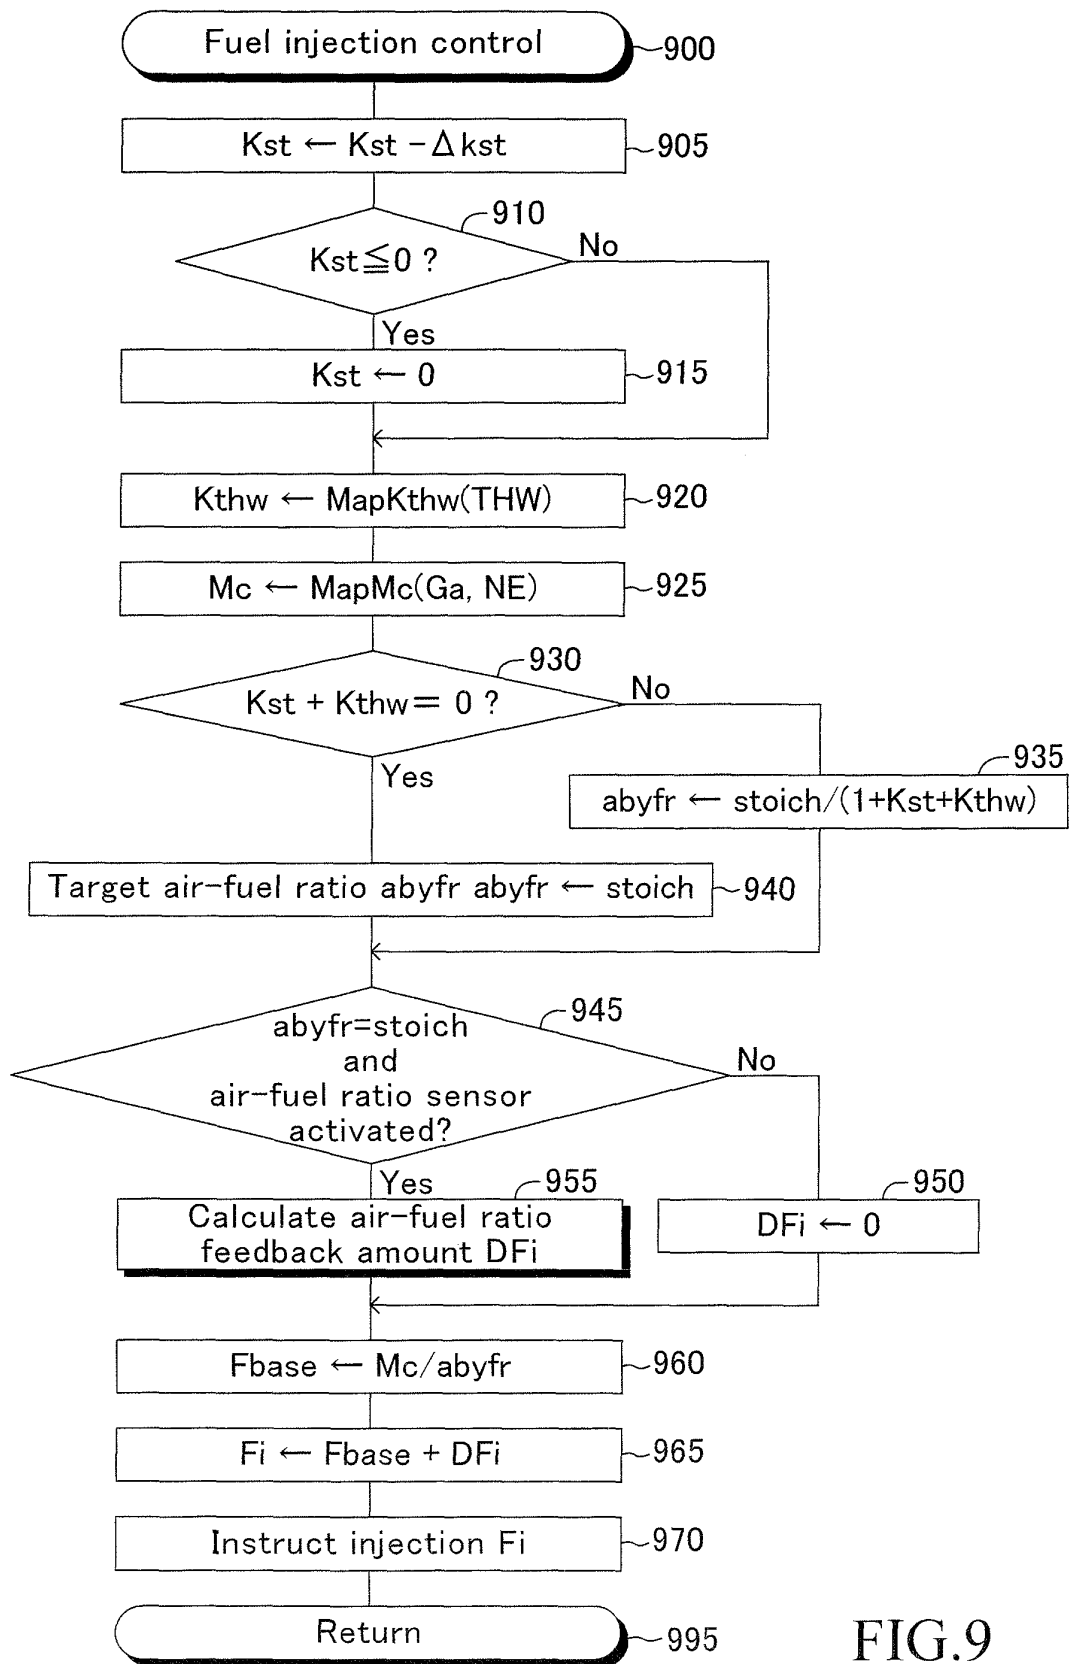 Fuel injection control
900
Kst ← Kst − Δkst
905
910
Kst≦0 ?
No
Yes
Kst ← 0
915
Kthw ← MapKthw(THW)
920
Mc ← MapMc(Ga, NE)
925
930
Kst + Kthw = 0 ?
No
Yes
935
abyfr ← stoich/(1+Kst+Kthw)
Target air-fuel ratio abyfr abyfr ← stoich
940
945
abyfr=stoich
and
air-fuel ratio sensor
activated?
No
Yes
955
Calculate air-fuel ratio
feedback amount DFi
950
DFi ← 0
Fbase ← Mc/abyfr
960
Fi ← Fbase + DFi
965
Instruct injection Fi
970
Return
995
FIG.9